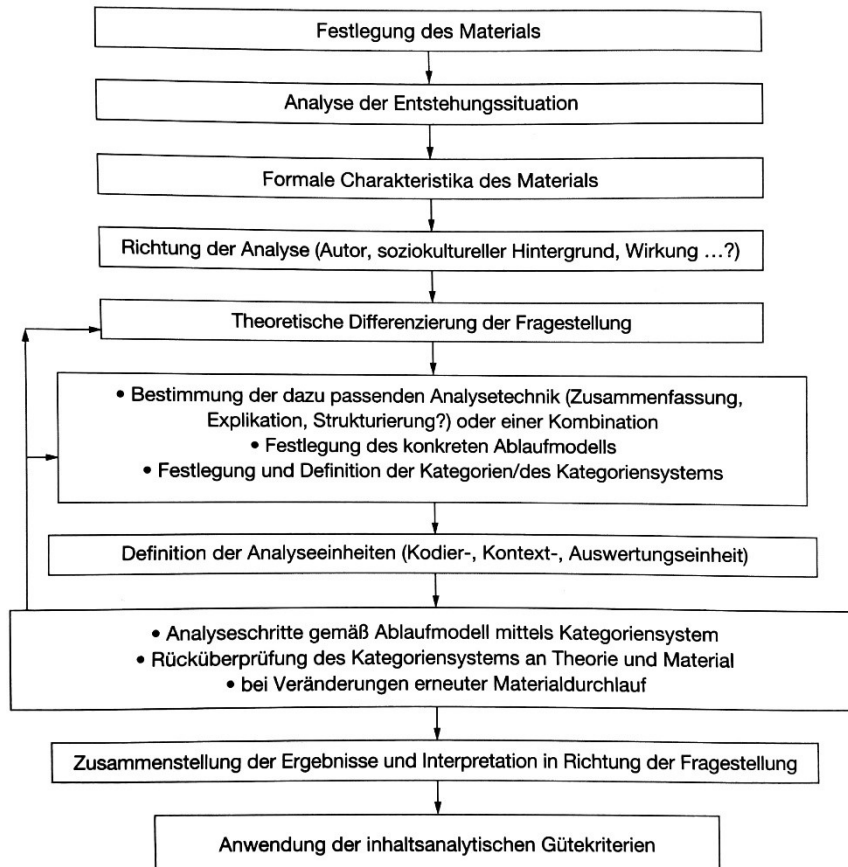 Festlegung des Materials
Analyse der Entstehungssituation
Formale Charakteristika des Materials
Richtung der Analyse (Autor, soziokultureller Hintergrund, Wirkung ...?)
Theoretische Differenzierung der Fragestellung
• Bestimmung der dazu passenden Analysetechnik (Zusammenfassung,
Explikation, Strukturierung?) oder einer Kombination
• Festlegung des konkreten Ablaufmodells
• Festlegung und Definition der Kategorien/des Kategoriensystems
Definition der Analyseeinheiten (Kodier-, Kontext-, Auswertungseinheit)
• Analyseschritte gemäß Ablaufmodell mittels Kategoriensystem
• Rücküberprüfung des Kategoriensystems an Theorie und Material
• bei Veränderungen erneuter Materialdurchlauf
Zusammenstellung der Ergebnisse und Interpretation in Richtung der Fragestellung
Anwendung der inhaltsanalytischen Gütekriterien